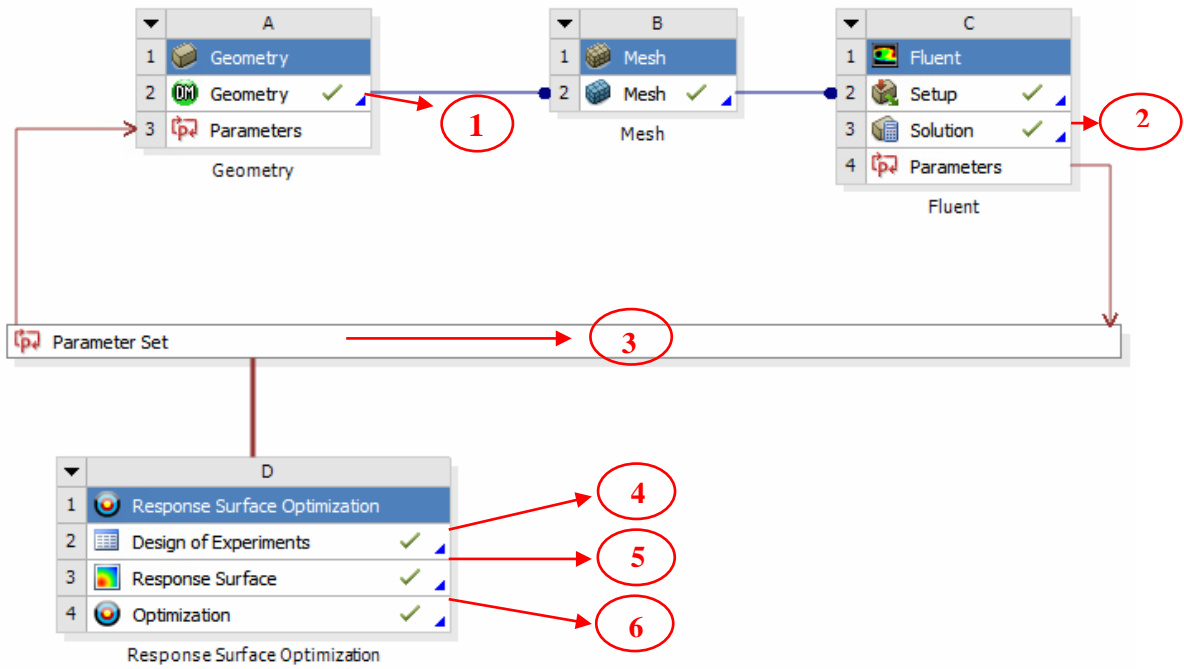 A
1 Geometry
2 DM Geometry
3 Parameters
Geometry
B
1 Mesh
2 Mesh
Mesh
C
1 Fluent
2 Setup
3 Solution
4 Parameters
Fluent
1
2
Parameter Set
3
D
1 Response Surface Optimization
2 Design of Experiments
3 Response Surface
4 Optimization
Response Surface Optimization
4
5
6